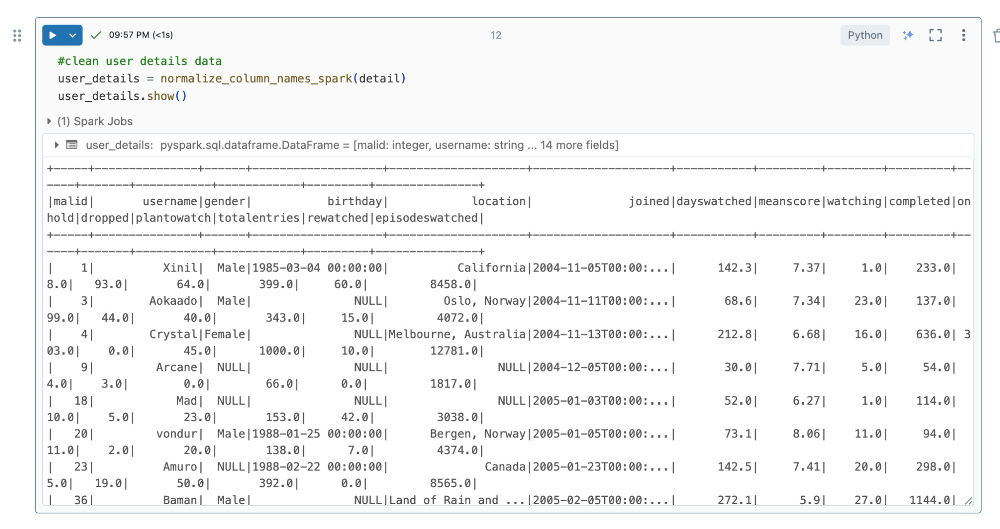 09:57 PM (<1s)
12
Python
#clean user details data
user_details = normalize_column_names_spark(detail)
user_details.show()
(1) Spark Jobs
user_details: pyspark.sql.dataframe.DataFrame = [malid: integer, username: string ... 14 more fields]
+-----+---------------+------+-------------------+--------------------+--------------------+-----------+---------+--------+---------+--
----+-------+-----------+------------+---------+---------------+
|malid|       username|gender|           birthday|            location|              joined|dayswatched|meanscore|watching|completed|on
hold|dropped|plantowatch|totalentries|rewatched|episodeswatched|
+-----+---------------+------+-------------------+--------------------+--------------------+-----------+---------+--------+---------+--
----+-------+-----------+------------+---------+---------------+
|    1|          Xinil|  Male|1985-03-04 00:00:00|          California|2004-11-05T00:00:...|      142.3|     7.37|     1.0|    233.0|
8.0|   93.0|       64.0|       399.0|     60.0|         8458.0|
|    3|        Aokaado|  Male|               NULL|        Oslo, Norway|2004-11-11T00:00:...|       68.6|     7.34|    23.0|    137.0|
99.0|   44.0|       40.0|       343.0|     15.0|         4072.0|
|    4|        Crystal|Female|               NULL|Melbourne, Australia|2004-11-13T00:00:...|      212.8|     6.68|    16.0|    636.0| 3
03.0|    0.0|       45.0|      1000.0|     10.0|        12781.0|
|    9|         Arcane|  NULL|               NULL|                NULL|2004-12-05T00:00:...|       30.0|     7.71|     5.0|     54.0|
4.0|    3.0|        0.0|        66.0|      0.0|         1817.0|
|   18|            Mad|  NULL|               NULL|                NULL|2005-01-03T00:00:...|       52.0|     6.27|     1.0|    114.0|
10.0|    5.0|       23.0|       153.0|     42.0|         3038.0|
|   20|         vondur|  Male|1988-01-25 00:00:00|      Bergen, Norway|2005-01-05T00:00:...|       73.1|     8.06|    11.0|     94.0|
11.0|    2.0|       20.0|       138.0|      7.0|         4374.0|
|   23|          Amuro|  NULL|1988-02-22 00:00:00|              Canada|2005-01-23T00:00:...|      142.5|     7.41|    20.0|    298.0|
5.0|   19.0|       50.0|       392.0|      0.0|         8565.0|
|   36|          Baman|  Male|               NULL|Land of Rain and ...|2005-02-05T00:00:...|      272.1|      5.9|    27.0|   1144.0|